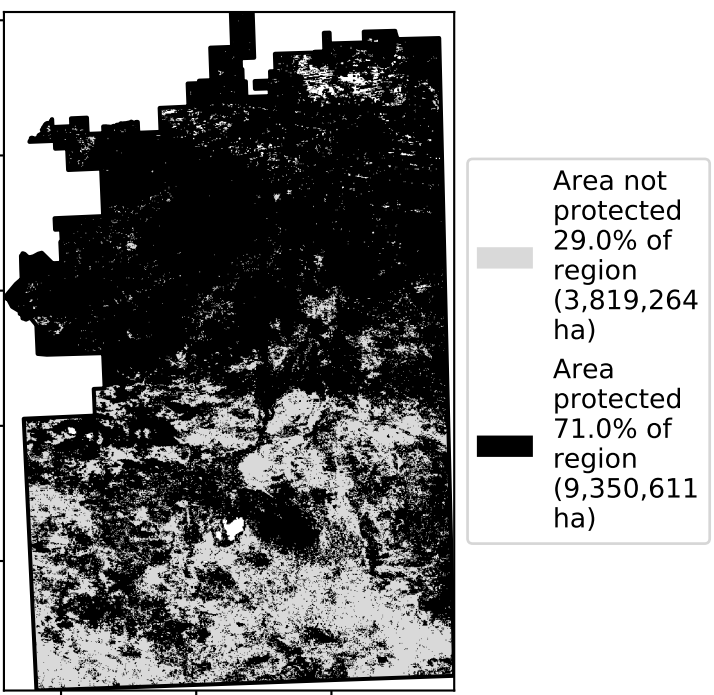 Area not
protected
29.0% of
region
(3,819,264
ha)
Area
protected
71.0% of
region
(9,350,611
ha)